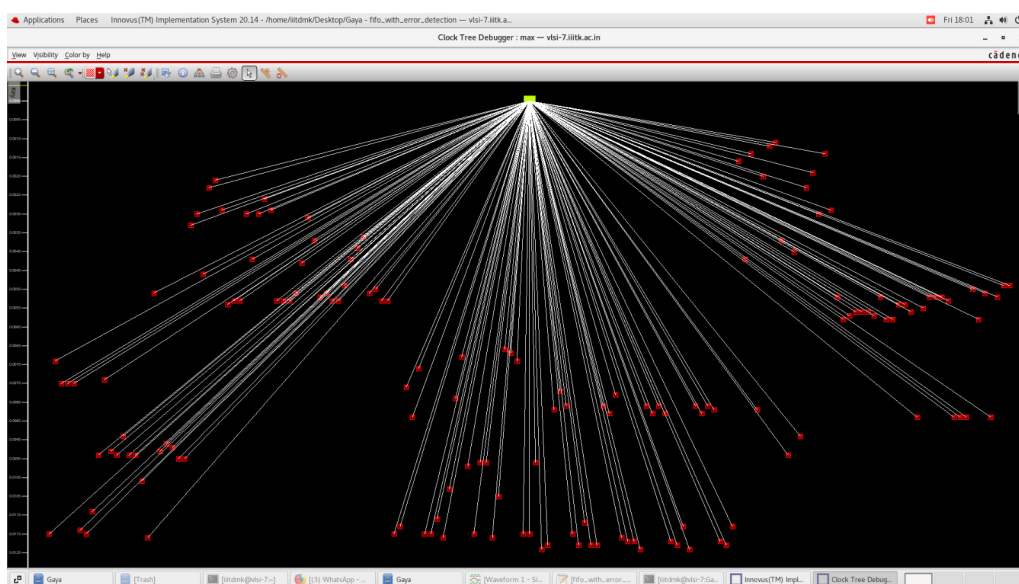 Applications Places Innovus(TM) Implementation System 20.14 - /home/iiitdmk/Desktop/Gaya - fifo_with_error_detection — vlsi-7.iiitk.a... Fri 18:01
Clock Tree Debugger : max — vlsi-7.iiitk.ac.in
View Visibility Color by Help cādenc
Key
Gaya [Trash] [iiitdmk@vlsi-7:~] [(3) WhatsApp - ... Gaya [Waveform 1 - Si... [fifo_with_error_... [iiitdmk@vlsi-7:Ga... Innovus(TM) Impl... Clock Tree Debug...